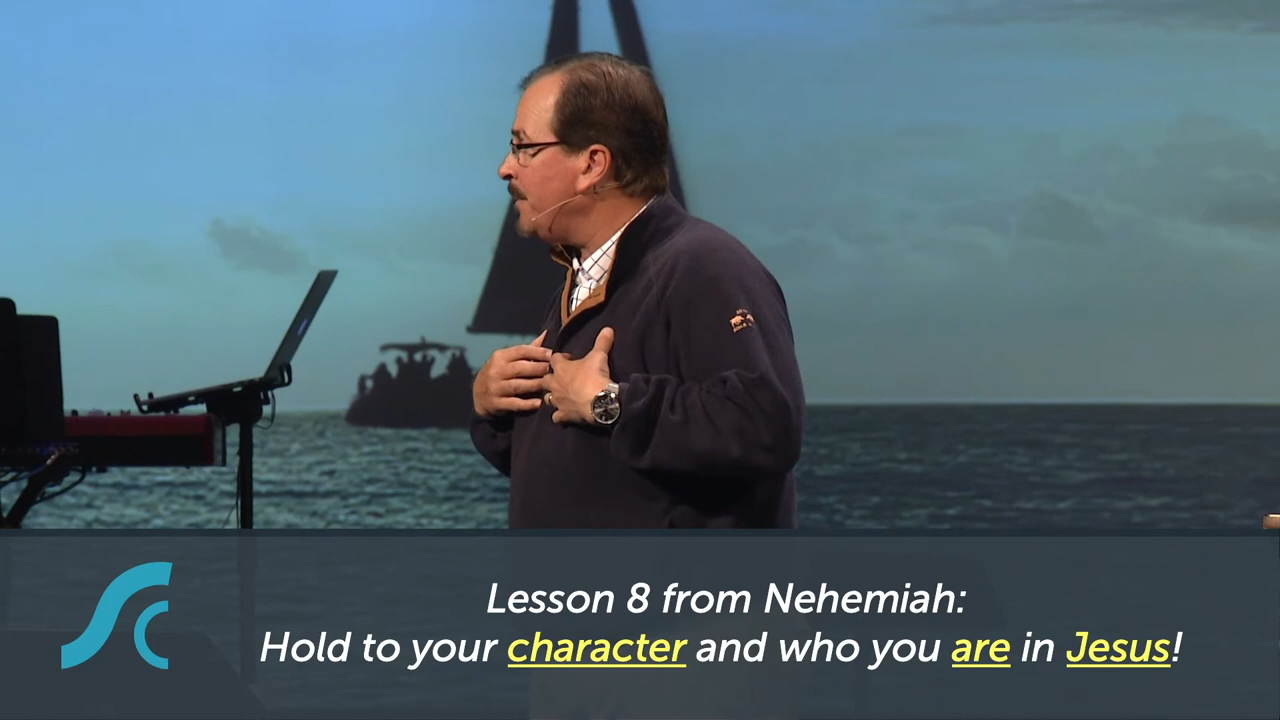 Lesson 8 from Nehemiah:
Hold to your character and who you are in Jesus!